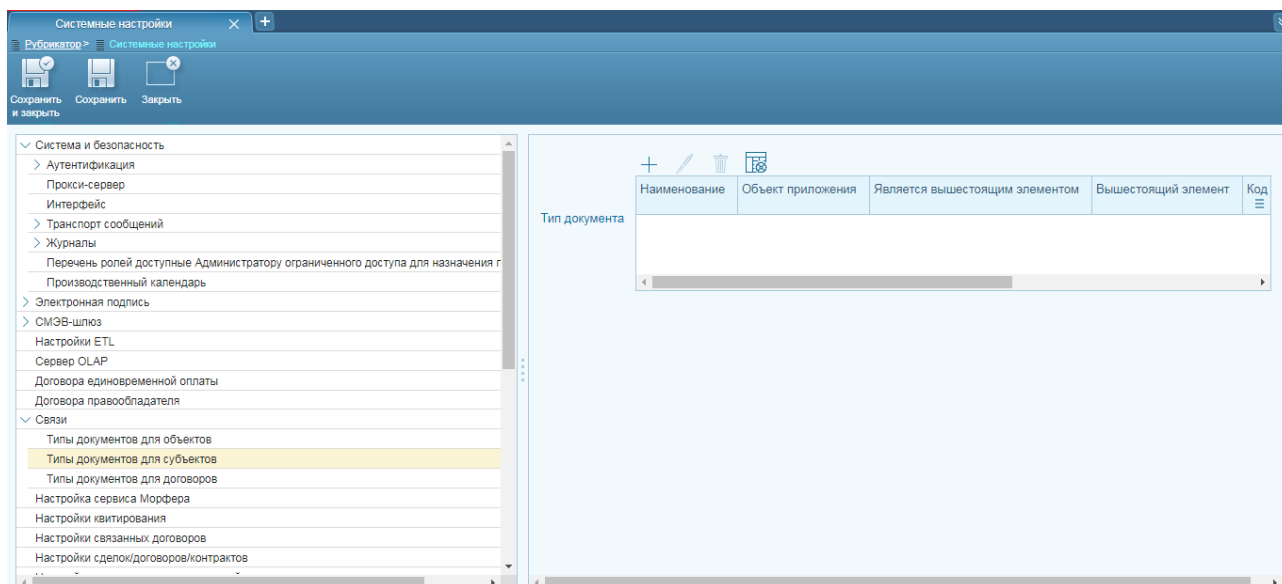 Системные настройки
Рубрикатор > Системные настройки
Сохранить и закрыть
Сохранить
Закрыть
Система и безопасность
Аутентификация
Прокси-сервер
Интерфейс
Транспорт сообщений
Журналы
Перечень ролей доступные Администратору ограниченного доступа для назначения
Производственный календарь
Электронная подпись
СМЭВ-шлюз
Настройки ETL
Сервер OLAP
Договора единовременной оплаты
Договора правообладателя
Связи
Типы документов для объектов
Типы документов для субъектов
Типы документов для договоров
Настройка сервиса Морфера
Настройки квитирования
Настройки связанных договоров
Настройки сделок/договоров/контрактов
Тип документа
Наименование
Объект приложения
Является вышестоящим элементом
Вышестоящий элемент
Код